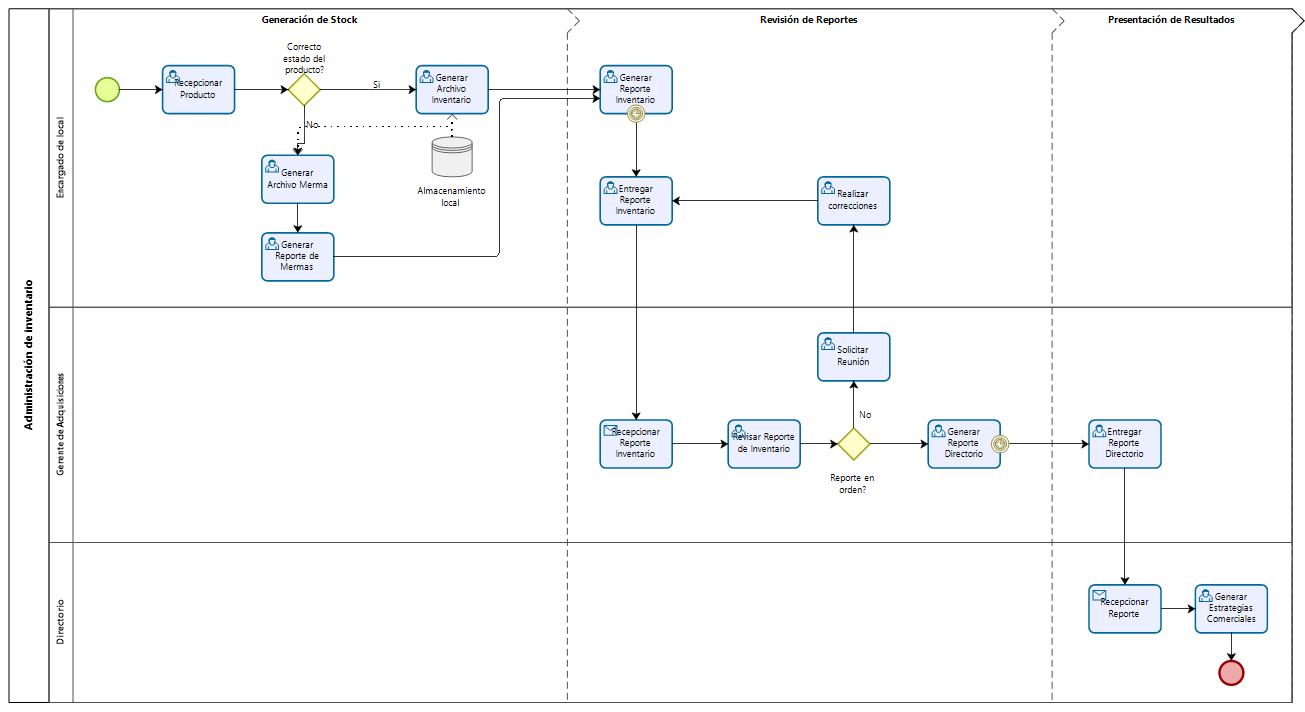 Generación de Stock
Revisión de Reportes
Presentación de Resultados
Administración de inventario
Encargado de local
Recepcionar
Producto
Correcto
estado del
producto?
Si
No
Generar
Archivo
Inventario
Almacenamiento
local
Generar
Archivo Merma
Generar
Reporte de
Mermas
Generar
Reporte
Inventario
Entregar
Reporte
Inventario
Realizar
correcciones
Gerente de Adquisiciones
Solicitar
Reunión
No
Recepcionar
Reporte
Inventario
Revisar Reporte
de Inventario
Reporte en
orden?
Generar
Reporte
Directorio
Entregar
Reporte
Directorio
Directorio
Recepcionar
Reporte
Generar
Estrategias
Comerciales